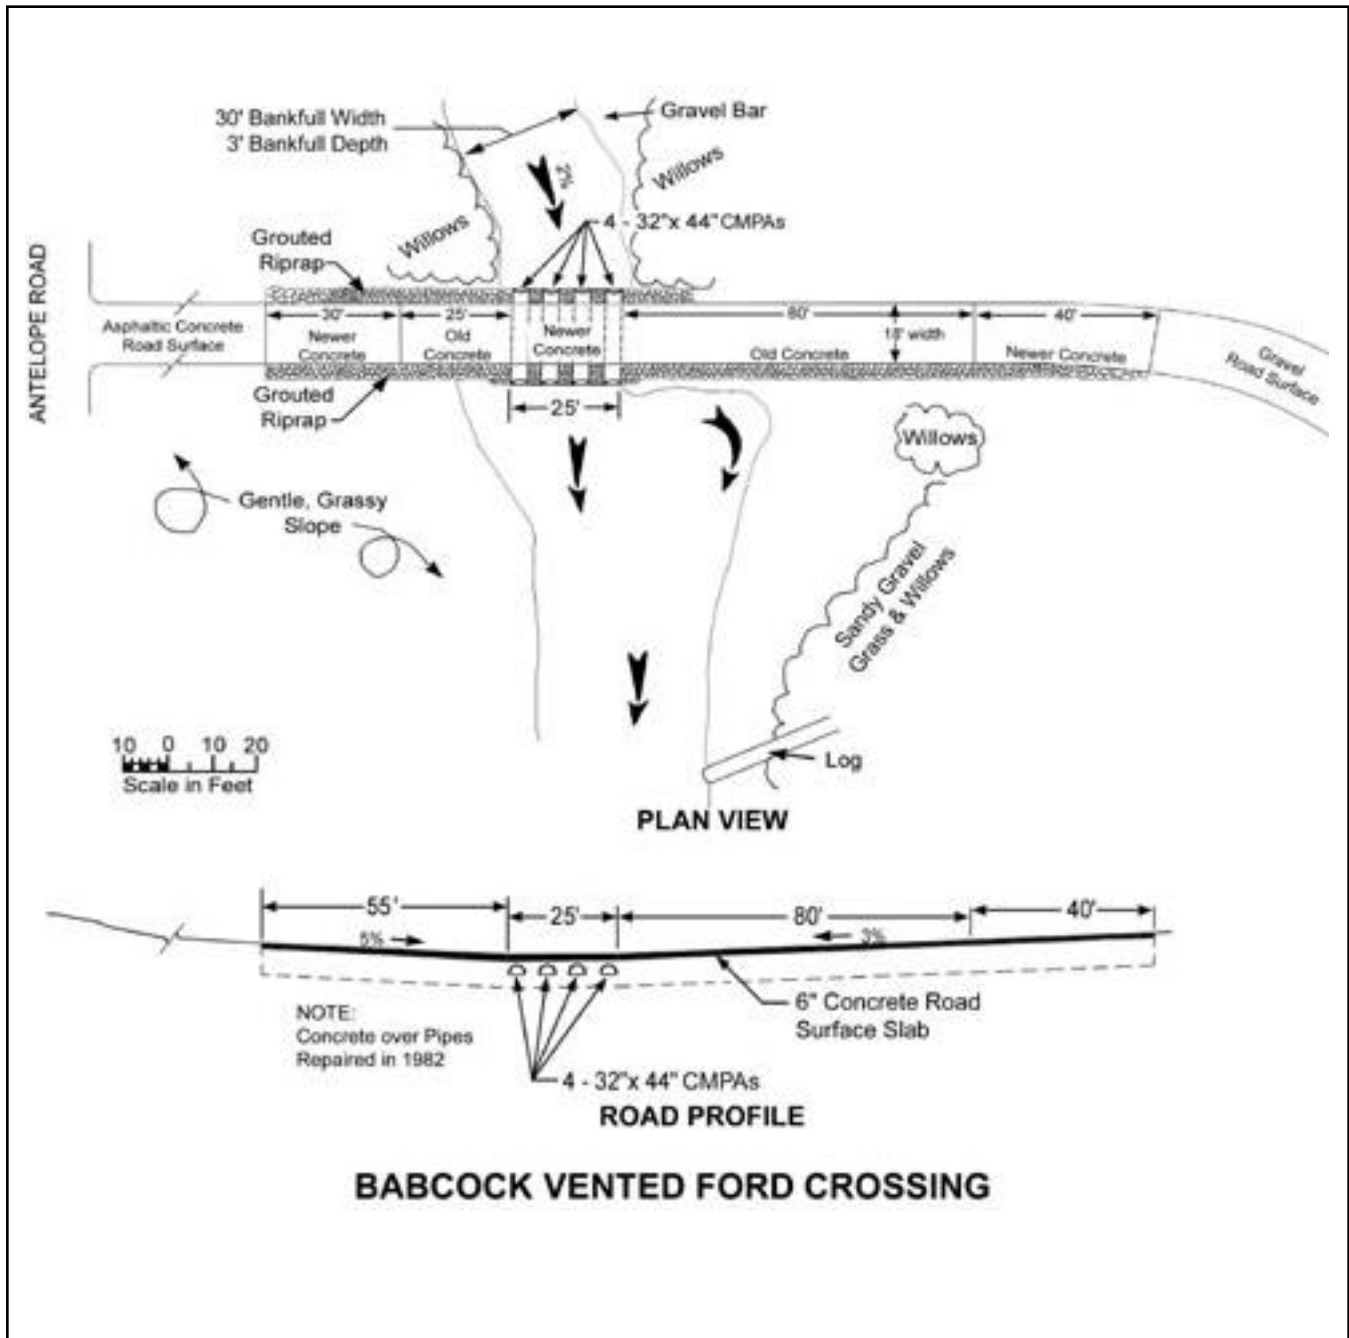 30' Bankfull Width
3' Bankfull Depth
Gravel Bar
Willows
2%
Willows
4 - 32"x 44" CMPAs
Grouted
Riprap
ANTELOPE ROAD
30'
25'
80'
40'
Asphaltic Concrete
Road Surface
Newer
Concrete
Old
Concrete
Newer
Concrete
Old Concrete
width
Newer Concrete
Gravel
Road Surface
Grouted
Riprap
25'
Willows
Gentle, Grassy
Slope
Sandy Gravel
Grass & Willows
10 0 10 20
Scale in Feet
Log
PLAN VIEW
55'
25'
80'
40'
5%
3%
6" Concrete Road
Surface Slab
NOTE:
Concrete over Pipes
Repaired in 1982
4 - 32"x 44" CMPAs
ROAD PROFILE
BABCOCK VENTED FORD CROSSING